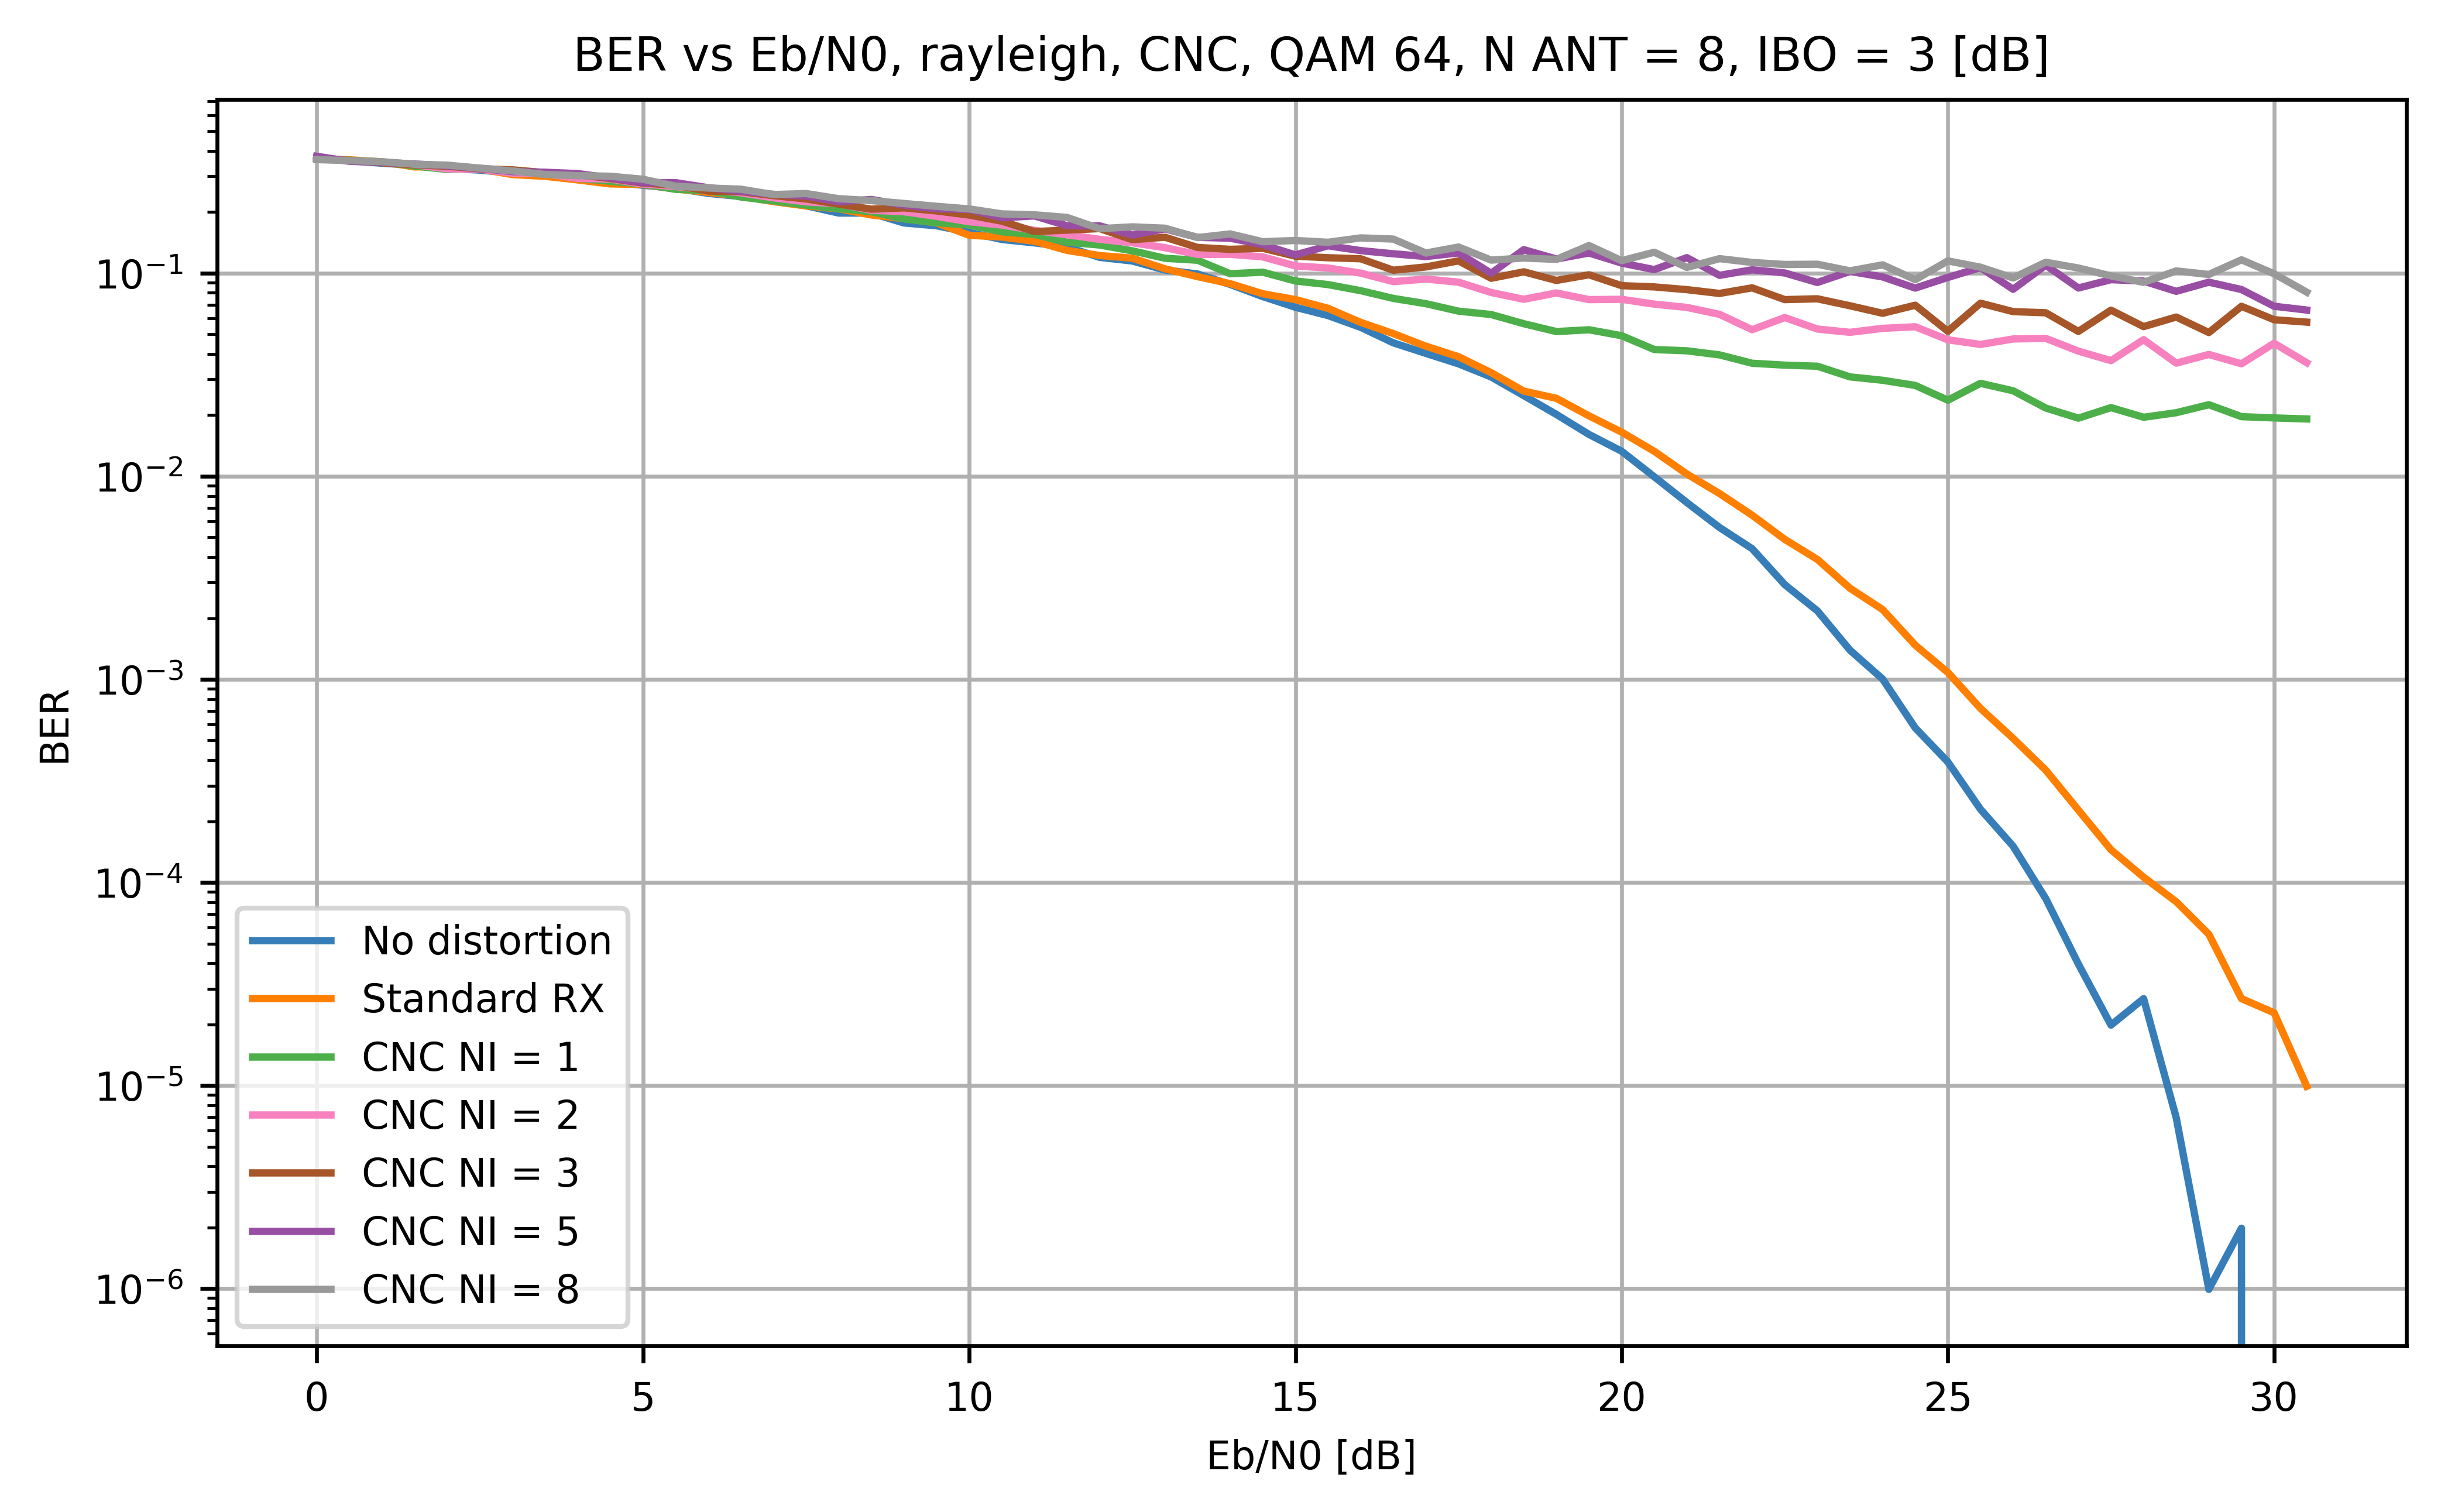 BER vs Eb/N0, rayleigh, CNC, QAM 64, N ANT = 8, IBO = 3 [dB]
BER
10⁻¹
10⁻²
10⁻³
10⁻⁴
10⁻⁵
10⁻⁶
No distortion
Standard RX
CNC NI = 1
CNC NI = 2
CNC NI = 3
CNC NI = 5
CNC NI = 8
0 5 10 15 20 25 30
Eb/N0 [dB]